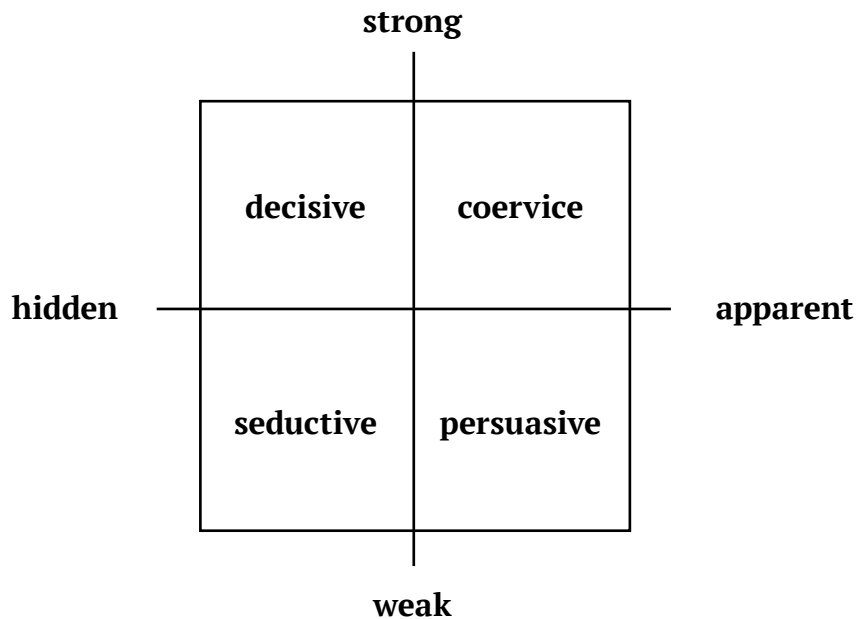 strong
decisive coervice
hidden apparent
seductive persuasive
weak